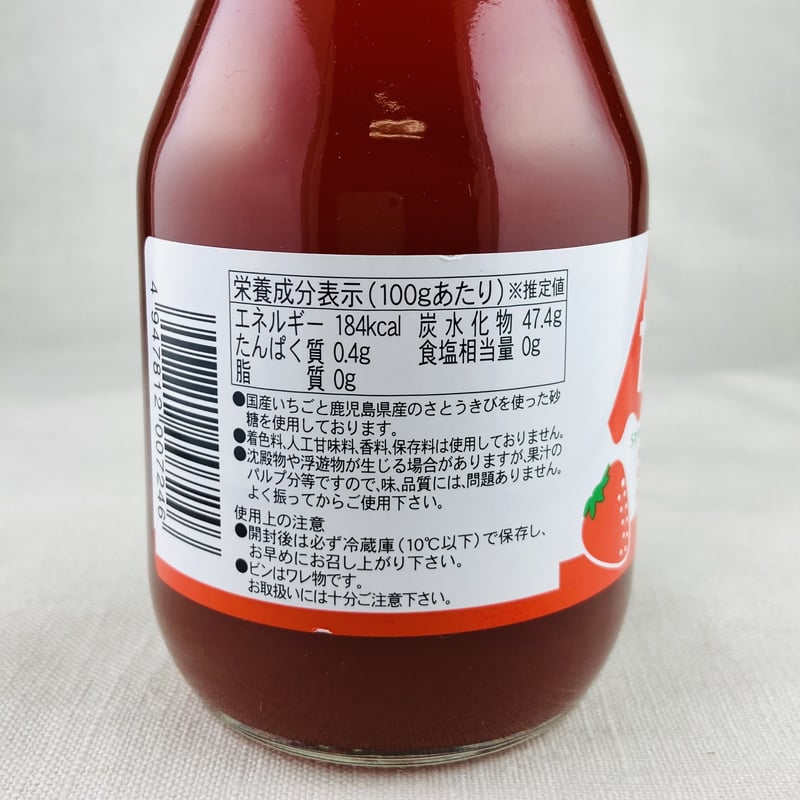 栄養成分表示(100gあたり)※推定値
エネルギー 184kcal 炭水化物 47.4g
たんぱく質 0.4g 食塩相当量 0g
脂質 0g
●国産いちごと鹿児島県産のさとうきびを使った砂
糖を使用しております。
●着色料、人工甘味料、香料、保存料は使用しておりません。
●沈殿物や浮遊物が生じる場合がありますが、果汁の
パルプ分等ですので、味、品質には、問題ありません。
よく振ってからご使用下さい。
使用上の注意
●開封後は必ず冷蔵庫(10℃以下)で保存し、
お早めにお召し上がり下さい。
●ビンはワレ物です。
お取扱いには十分ご注意下さい。
4 947812 007246